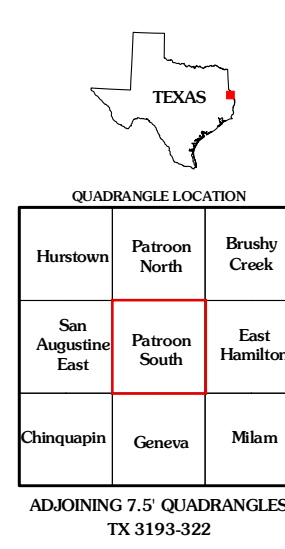 TEXAS
QUADRANGLE LOCATION
Hurstown
Patroon
North
Brushy
Creek
San
Augustine
East
Patroon
South
East
Hamilton
Chinquapin
Geneva
Milam
ADJOINING 7.5' QUADRANGLES
TX 3193-322